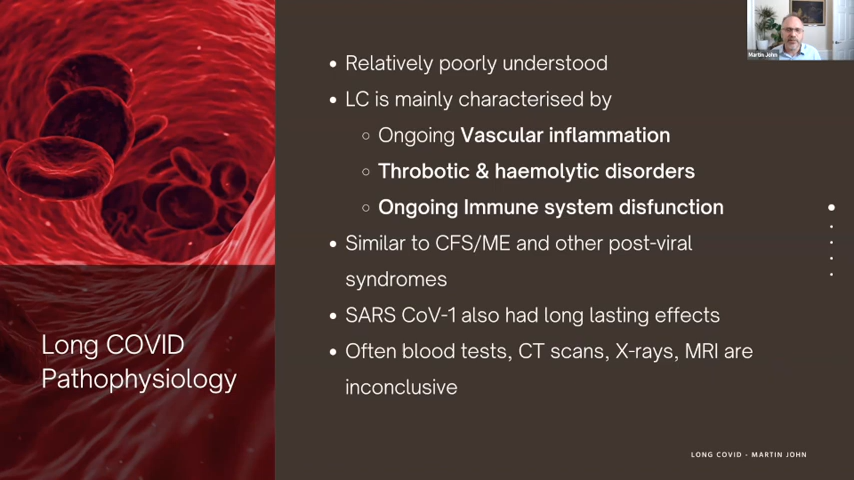 Martin John
• Relatively poorly understood
• LC is mainly characterised by
○ Ongoing Vascular inflammation
○ Throbotic & haemolytic disorders
○ Ongoing Immune system disfunction
• Similar to CFS/ME and other post-viral
syndromes
• SARS CoV-1 also had long lasting effects
• Often blood tests, CT scans, X-rays, MRI are
inconclusive
Long COVID
Pathophysiology
LONG COVID - MARTIN JOHN